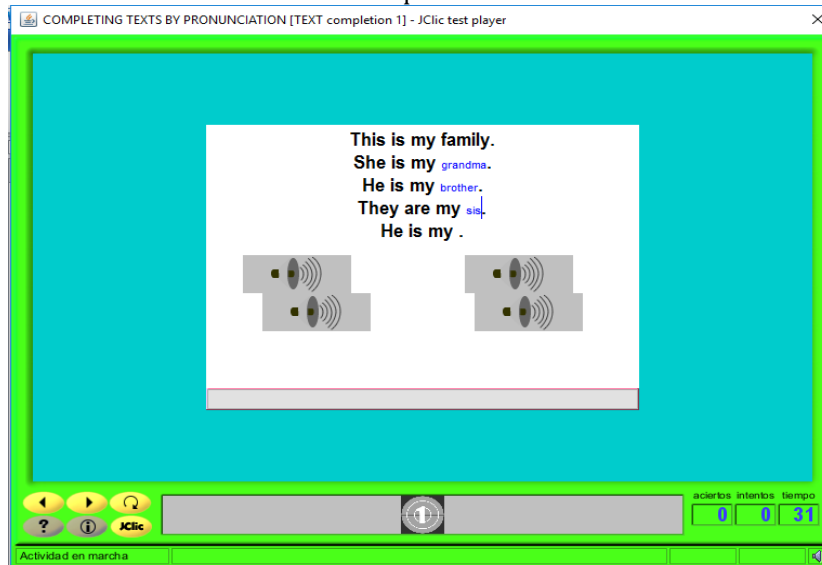 COMPLETING TEXTS BY PRONUNCIATION [TEXT completion 1] - JClic test player
This is my family.
She is my grandma.
He is my brother.
They are my sis.
He is my .
1
aciertos intentos tiempo
0 0 31
? i JClic
Actividad en marcha